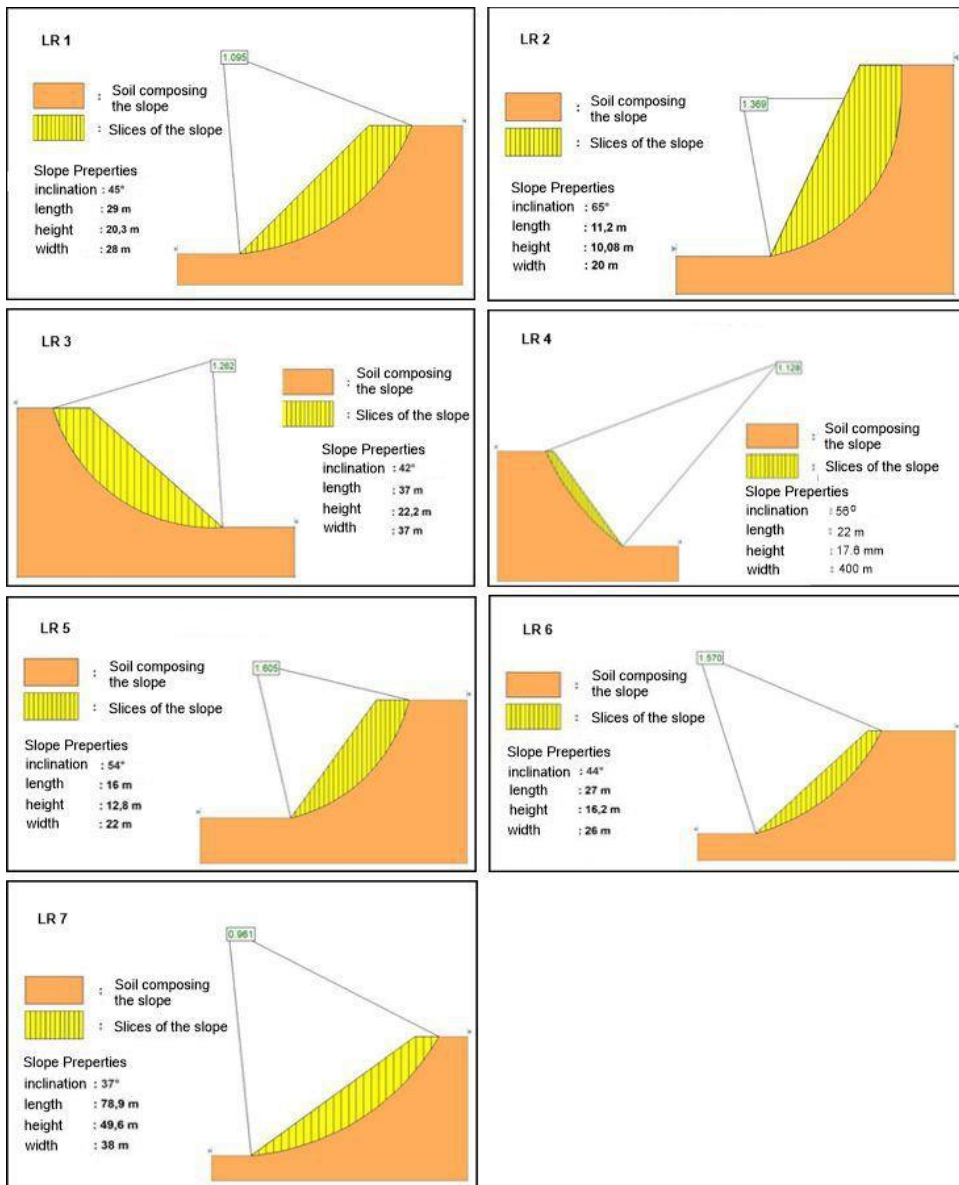 LR 1
1.095
: Soil composing
the slope
: Slices of the slope
Slope Preperties
inclination : 45°
length : 29 m
height : 20,3 m
width : 28 m
LR 2
1.369
: Soil composing
the slope
: Slices of the slope
Slope Preperties
inclination : 65°
length : 11,2 m
height : 10,08 m
width : 20 m
LR 3
1.262
: Soil composing
the slope
: Slices of the slope
Slope Preperties
inclination : 42°
length : 37 m
height : 22,2 m
width : 37 m
LR 4
1.128
: Soil composing
the slope
: Slices of the slope
Slope Preperties
inclination : 56°
length : 22 m
height : 17.6 mm
width : 400 m
LR 5
1.605
: Soil composing
the slope
: Slices of the slope
Slope Preperties
inclination : 54°
length : 16 m
height : 12,8 m
width : 22 m
LR 6
1.570
: Soil composing
the slope
: Slices of the slope
Slope Preperties
inclination : 44°
length : 27 m
height : 16,2 m
width : 26 m
LR 7
0.961
: Soil composing
the slope
: Slices of the slope
Slope Preperties
inclination : 37°
length : 78,9 m
height : 49,6 m
width : 38 m